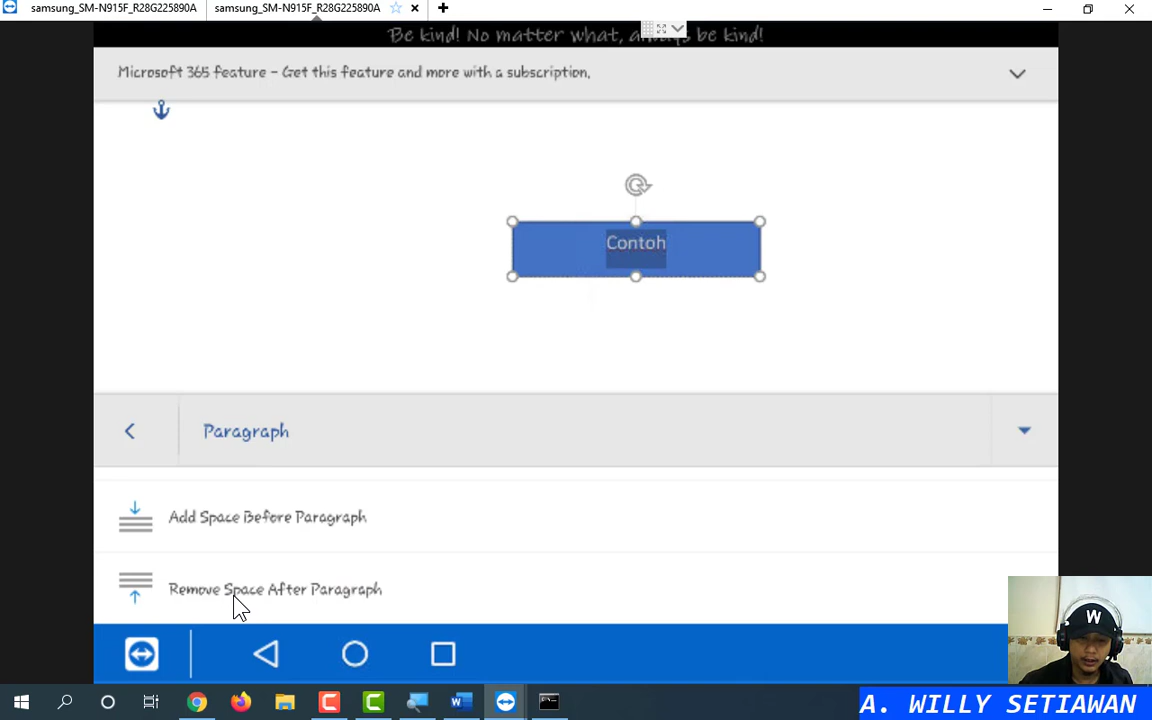 samsung_SM-N915F_R28G225890A
samsung_SM-N915F_R28G225890A
Be kind! No matter what, always be kind!
Microsoft 365 feature - Get this feature and more with a subscription.
Contoh
Paragraph
Add Space Before Paragraph
Remove Space After Paragraph
W
A. WILLY SETIAWAN